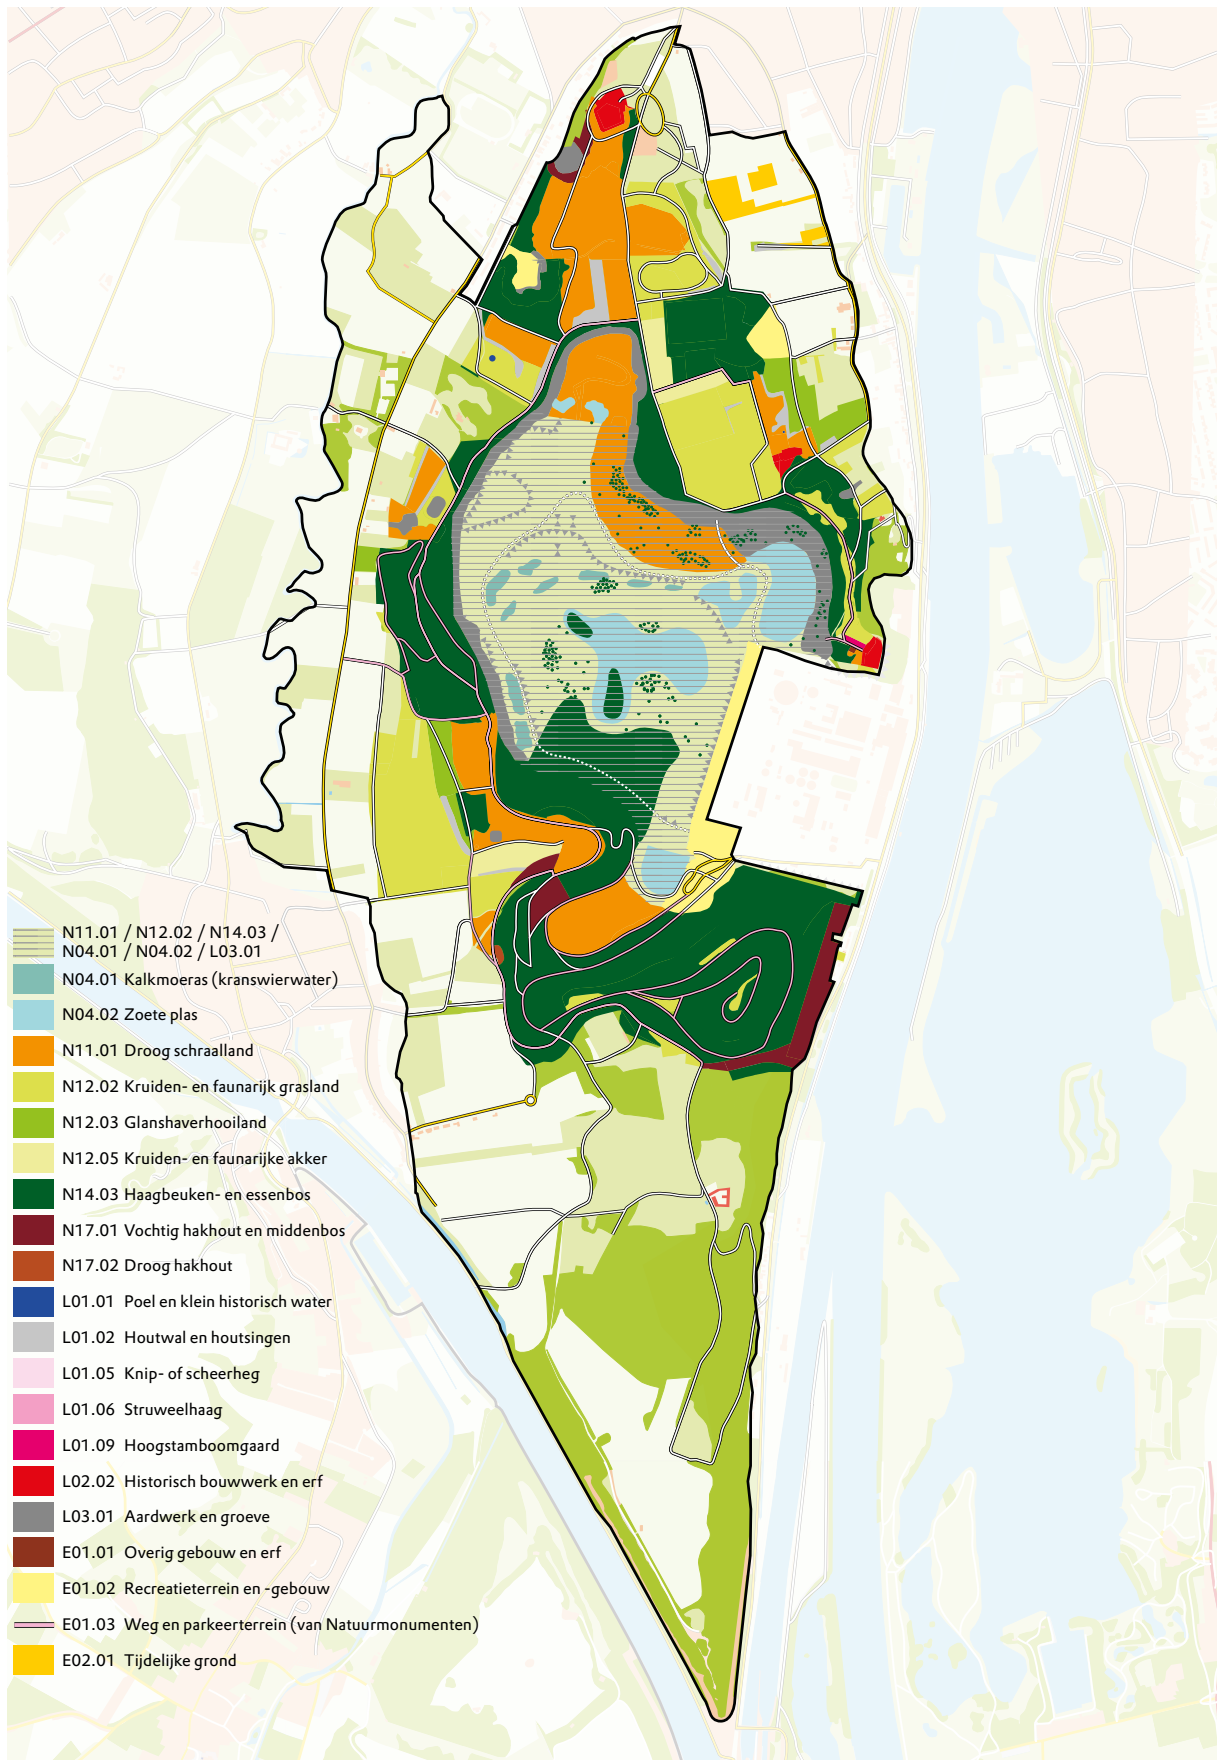 N11.01 / N12.02 / N14.03 /
N04.01 / N04.02 / L03.01
N04.01 Kalkmoeras (kranswierwater)
N04.02 Zoete plas
N11.01 Droog schraalland
N12.02 Kruiden- en faunarijk grasland
N12.03 Glanshaverhooiland
N12.05 Kruiden- en faunarijke akker
N14.03 Haagbeuken- en essenbos
N17.01 Vochtig hakhout en middenbos
N17.02 Droog hakhout
L01.01 Poel en klein historisch water
L01.02 Houtwal en houtsingen
L01.05 Knip- of scheerheg
L01.06 Struweelhaag
L01.09 Hoogstamboomgaard
L02.02 Historisch bouwwerk en erf
L03.01 Aardwerk en groeve
E01.01 Overig gebouw en erf
E01.02 Recreatieterrein en -gebouw
E01.03 Weg en parkeerterrein (van Natuurmonumenten)
E02.01 Tijdelijke grond